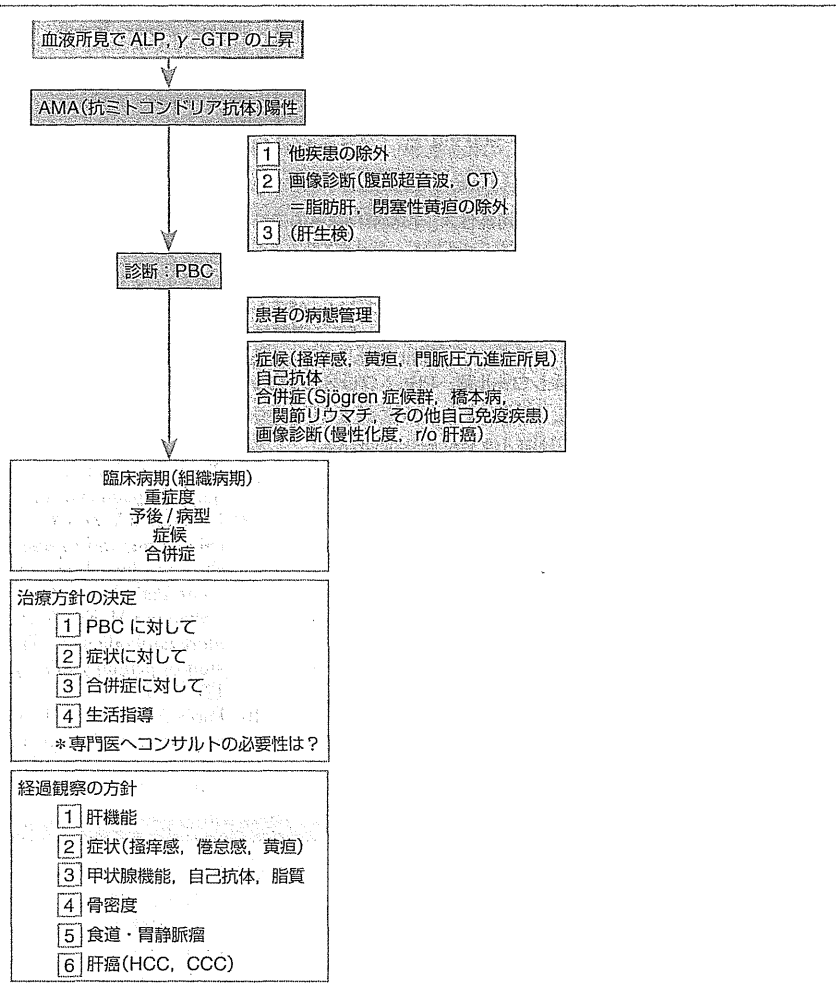 血液所見で ALP, γ-GTP の上昇
AMA(抗ミトコンドリア抗体)陽性
1 他疾患の除外
2 画像診断(腹部超音波, CT)
=脂肪肝, 閉塞性黄疸の除外
3 (肝生検)
診断:PBC
患者の病態管理
症候(掻痒感, 黄疸, 門脈圧亢進症所見)
自己抗体
合併症(Sjögren 症候群, 橋本病,
関節リウマチ, その他自己免疫疾患)
画像診断(慢性化度, r/o 肝癌)
臨床病期(組織病期)
重症度
予後 / 病型
症候
合併症
治療方針の決定
1 PBC に対して
2 症状に対して
3 合併症に対して
4 生活指導
*専門医へコンサルトの必要性は?
経過観察の方針
1 肝機能
2 症状(掻痒感, 倦怠感, 黄疸)
3 甲状腺機能, 自己抗体, 脂質
4 骨密度
5 食道・胃静脈瘤
6 肝癌(HCC, CCC)